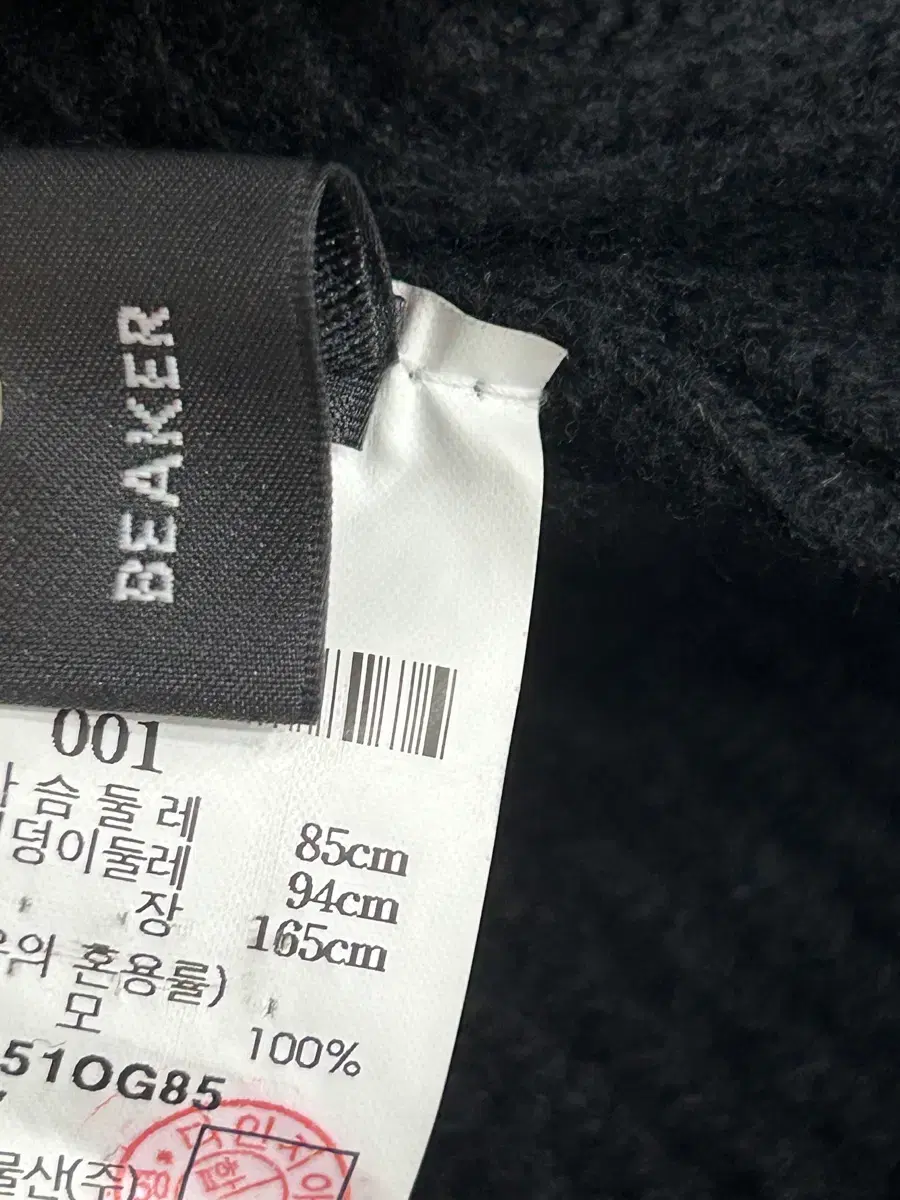 BEAKER
001
슴둘레 85cm
덩이둘레 94cm
장 165cm
의 혼용률)
모 100%
51OG85
물산(주)